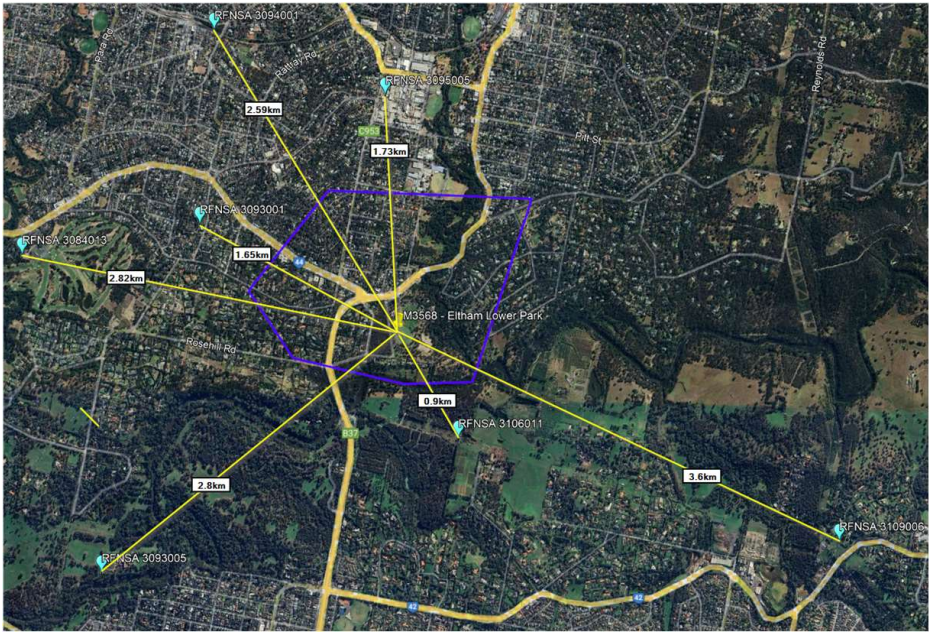 RFNSA 3094001
Para Rd
Rattray Rd
Reynolds Rd
RFNSA 3095005
2.59km
C953
Pitt St
1.73km
RFNSA 3093001
RFNSA 3084013
1.65km
44
2.82km
M3568 - Eltham Lower Park
Rosehill Rd
0.9km
RFNSA 3106011
B37
3.6km
2.8km
RFNSA 3109006
RFNSA 3093005
42
42